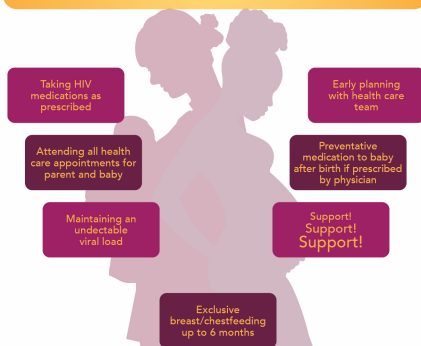 Taking HIV
medications as
prescribed
Early planning
with health care
team
Attending all health
care appointments for
parent and baby
Preventative
medication to baby
after birth if prescribed
by physician
Maintaining an
undectable
viral load
Support!
Support!
Support!
Exclusive
breast/chestfeeding
up to 6 months